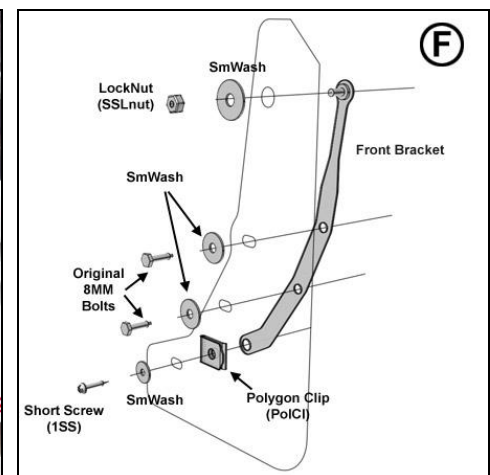 F
SmWash
LockNut
(SSLnut)
Front Bracket
SmWash
Original
8MM
Bolts
SmWash
Polygon Clip
(PolCl)
Short Screw
(1SS)